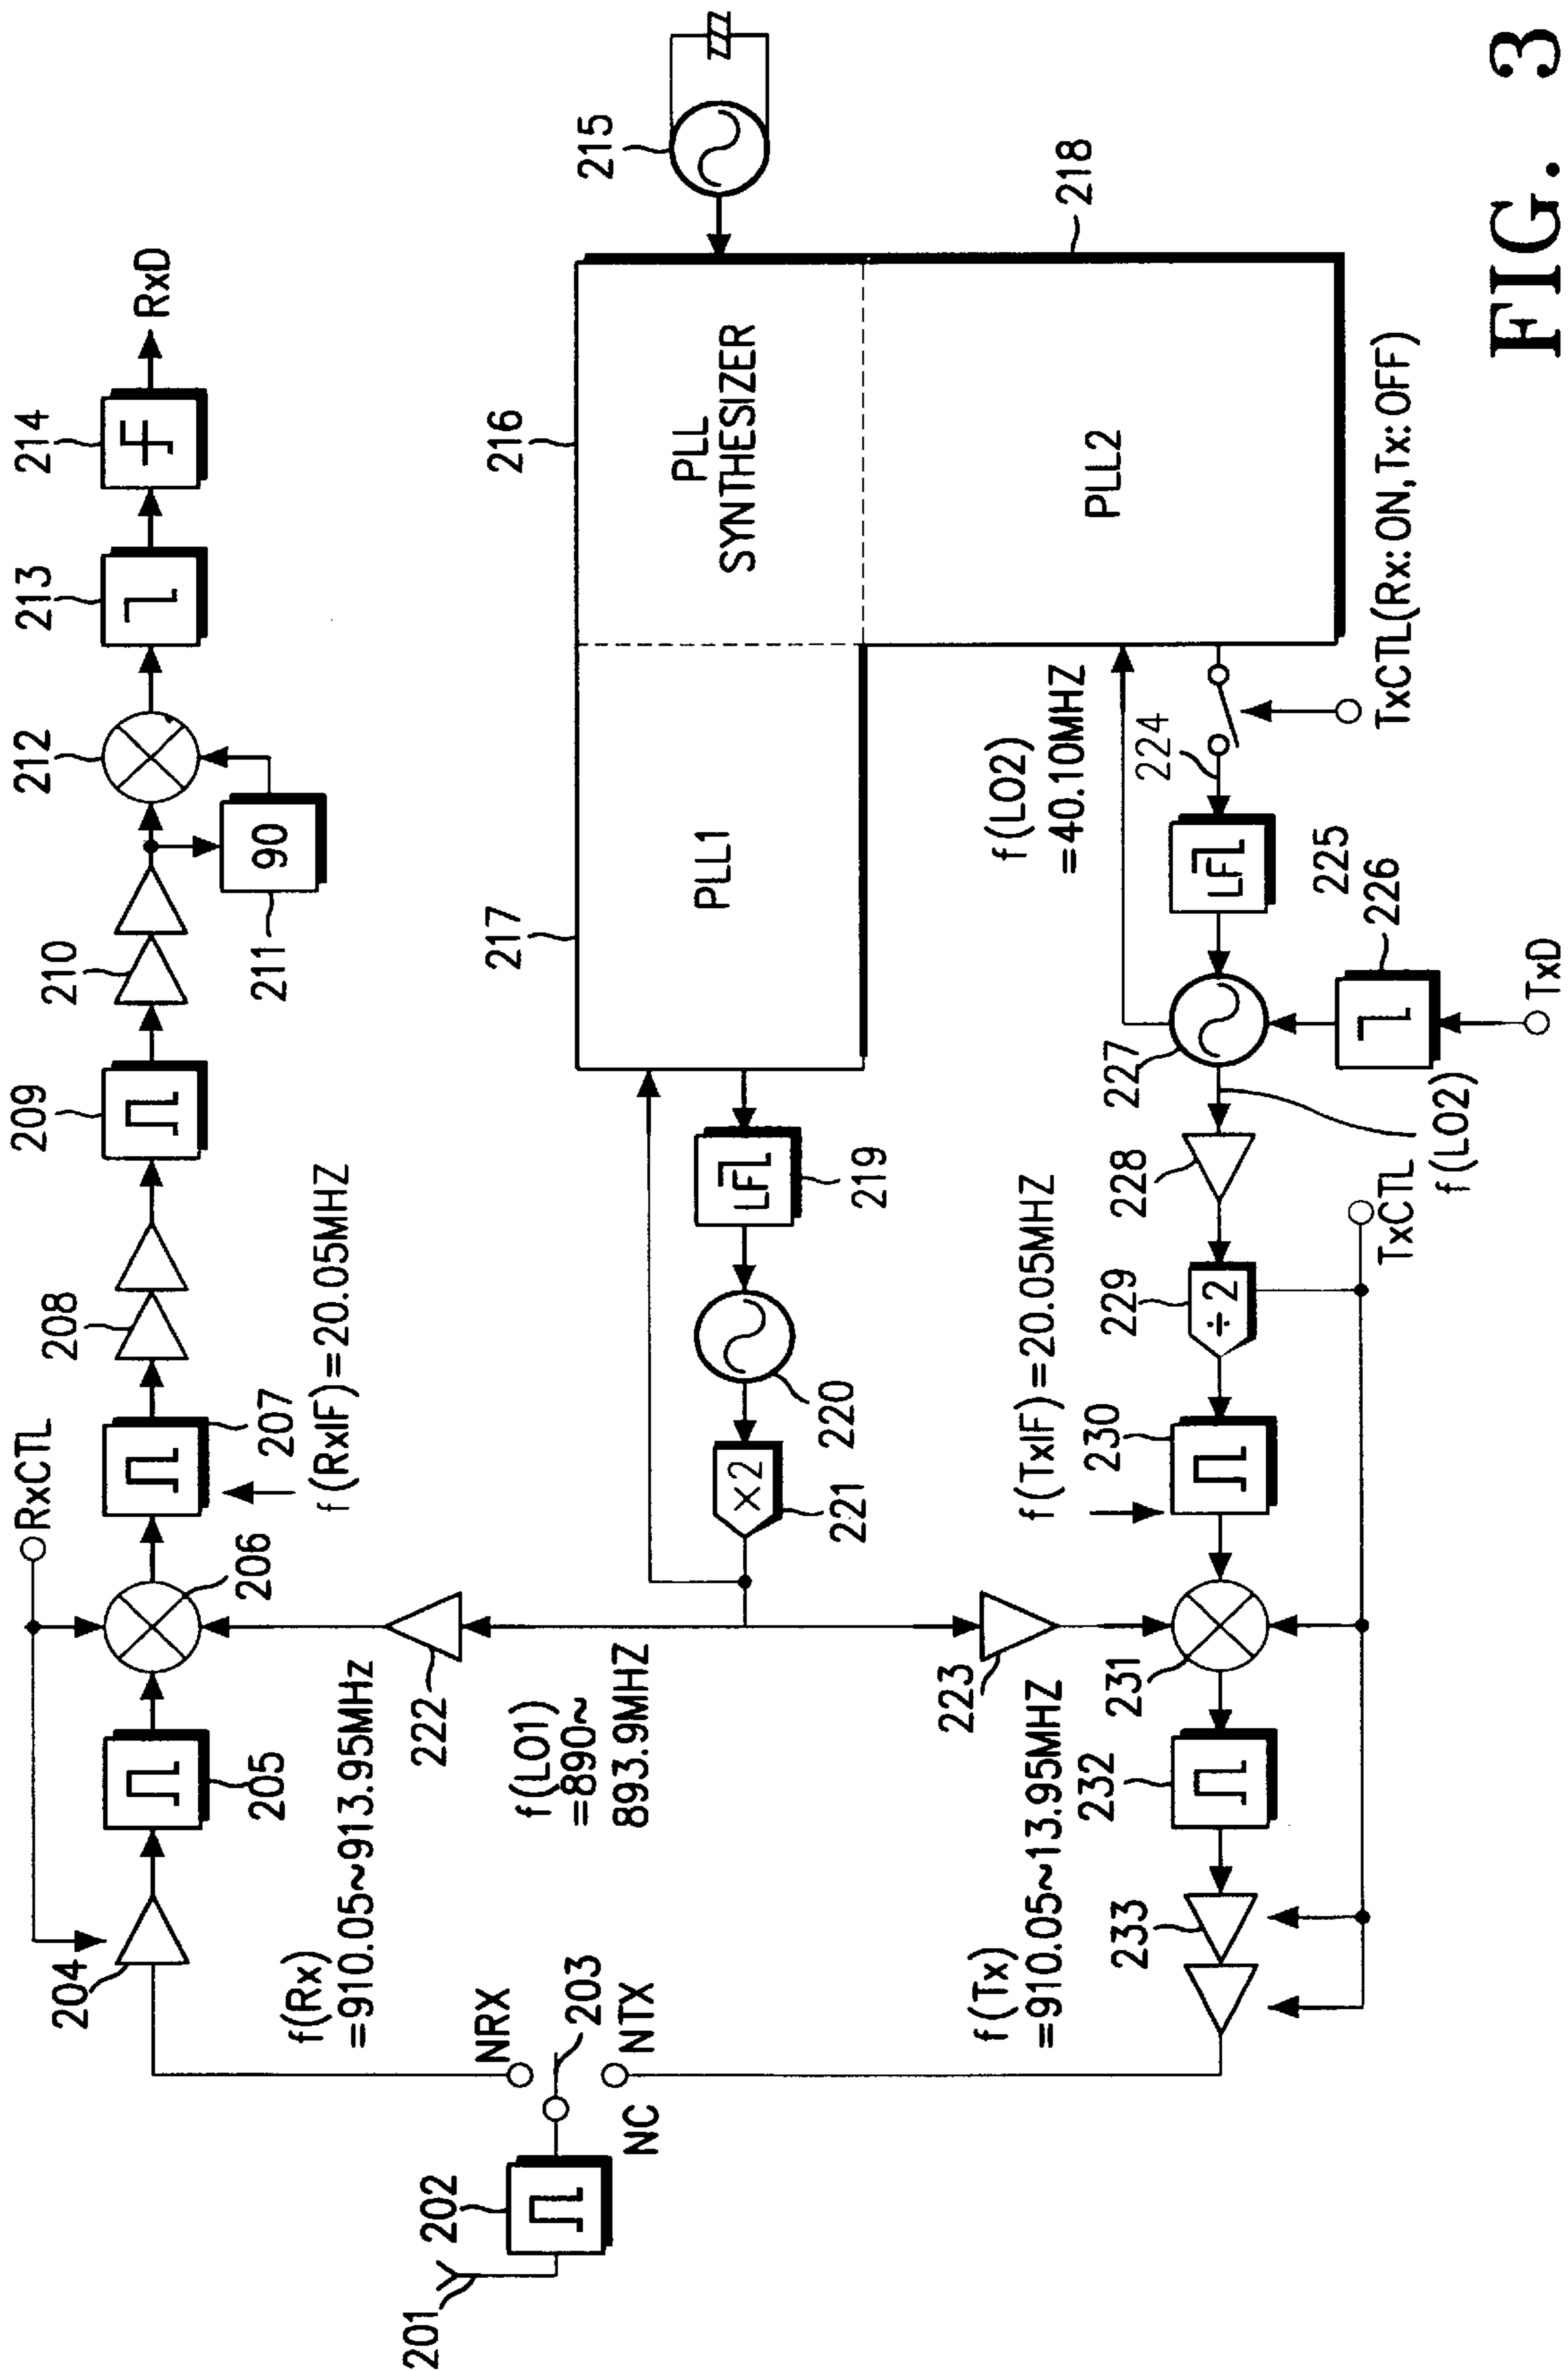 214
RxD
213
212
90
211
210
209
208
207
f(RxIF)=20.05MHZ
RxCTL
206
205
204
f(Rx)
=910.05~913.95MHz
222
NRX
203
NTX
NC
202
201
215
216
PLL
SYNTHESIZER
217
PLL1
218
PLL2
LF
219
220
×2
221
f(LO1)
=890~
893.9MHZ
223
f(LO2)
=40.10MHZ
224
TxCTL(Rx:ON,Tx:OFF)
LF
225
226
TxD
227
f(LO2)
228
TxCTL
229
÷2
f(TxIF)=20.05MHZ
230
231
232
233
f(Tx)
=910.05~13.95MHZ
FIG. 3